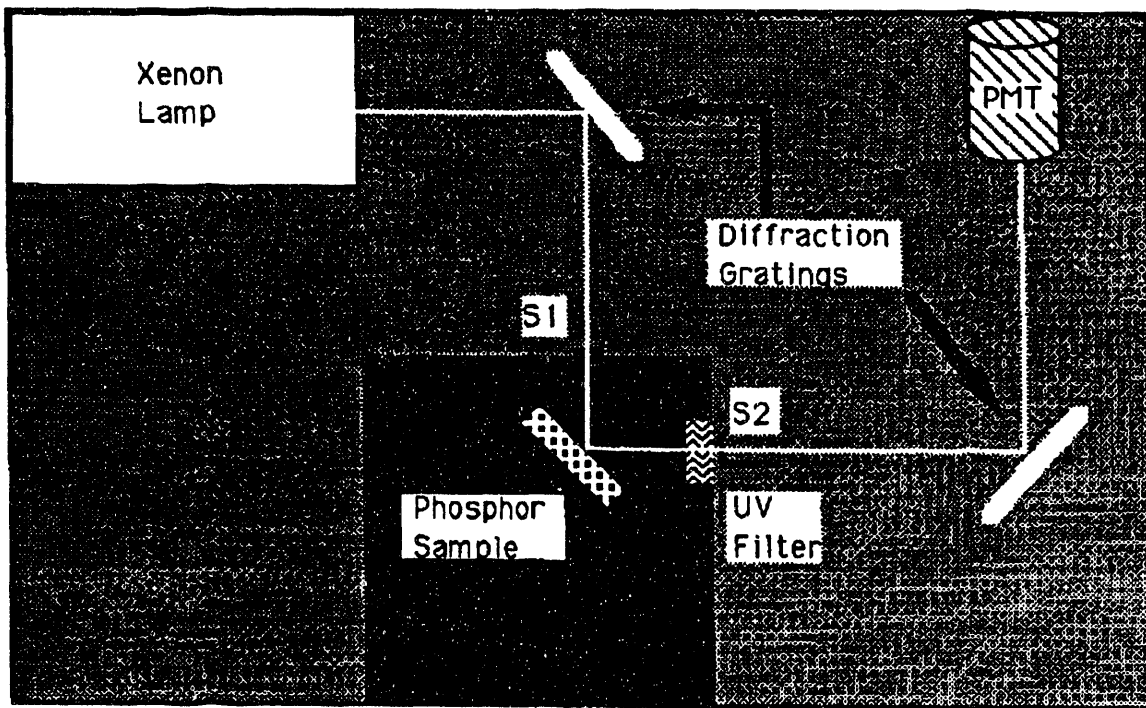 Xenon
Lamp
PMT
Diffraction
Gratings
S1
S2
Phosphor
Sample
UV
Filter